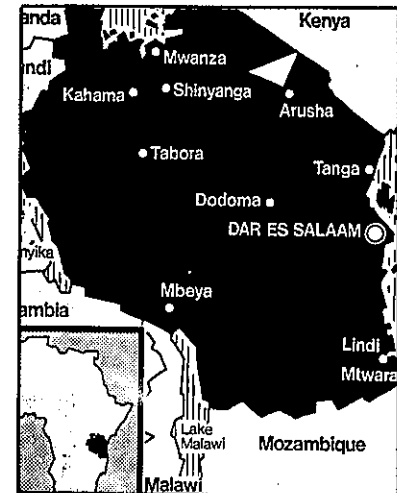 anda
Kenya
ndi
Mwanza
Kahama
Shinyanga
Arusha
Tabora
Tanga
Dodoma
DAR ES SALAAM
nyika
Mbeya
ambia
Lindi
Mtwara
Lake
Malawi
Mozambique
Malawi